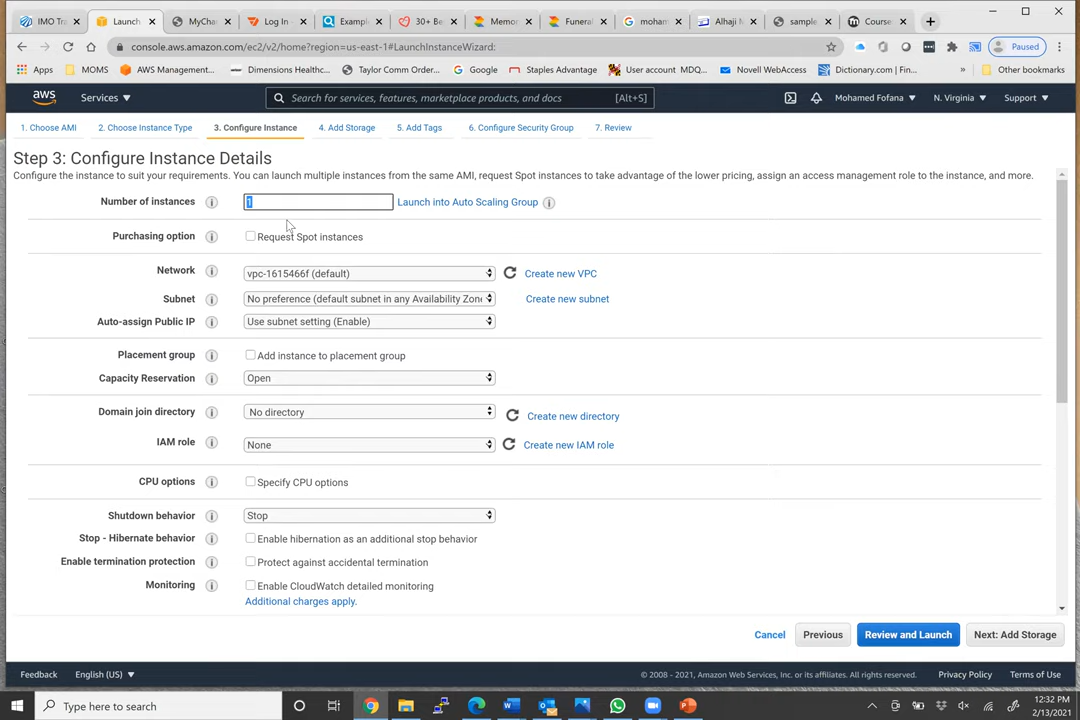 IMO Tra
Launch
MyCha
Log In -
Exampl
30+ Be
Memor
Funeral
moham
Alhaji M
sample
Course
console.aws.amazon.com/ec2/v2/home?region=us-east-1#LaunchInstanceWizard:
Paused
Apps
MOMS
AWS Management...
Dimensions Healthc...
Taylor Comm Order...
Google
Staples Advantage
User account MDQ...
Novell WebAccess
Dictionary.com | Fin...
»
Other bookmarks
aws
Services
Search for services, features, marketplace products, and docs
[Alt+S]
Mohamed Fofana
N. Virginia
Support
1. Choose AMI
2. Choose Instance Type
3. Configure Instance
4. Add Storage
5. Add Tags
6. Configure Security Group
7. Review
Step 3: Configure Instance Details
Configure the instance to suit your requirements. You can launch multiple instances from the same AMI, request Spot instances to take advantage of the lower pricing, assign an access management role to the instance, and more.
Number of instances
1
Launch into Auto Scaling Group
Purchasing option
Request Spot instances
Network
vpc-1615466f (default)
Create new VPC
Subnet
No preference (default subnet in any Availability Zon
Create new subnet
Auto-assign Public IP
Use subnet setting (Enable)
Placement group
Add instance to placement group
Capacity Reservation
Open
Domain join directory
No directory
Create new directory
IAM role
None
Create new IAM role
CPU options
Specify CPU options
Shutdown behavior
Stop
Stop - Hibernate behavior
Enable hibernation as an additional stop behavior
Enable termination protection
Protect against accidental termination
Monitoring
Enable CloudWatch detailed monitoring
Additional charges apply.
Cancel
Previous
Review and Launch
Next: Add Storage
Feedback
English (US)
© 2008 - 2021, Amazon Web Services, Inc. or its affiliates. All rights reserved.
Privacy Policy
Terms of Use
Type here to search
12:32 PM
2/13/2021